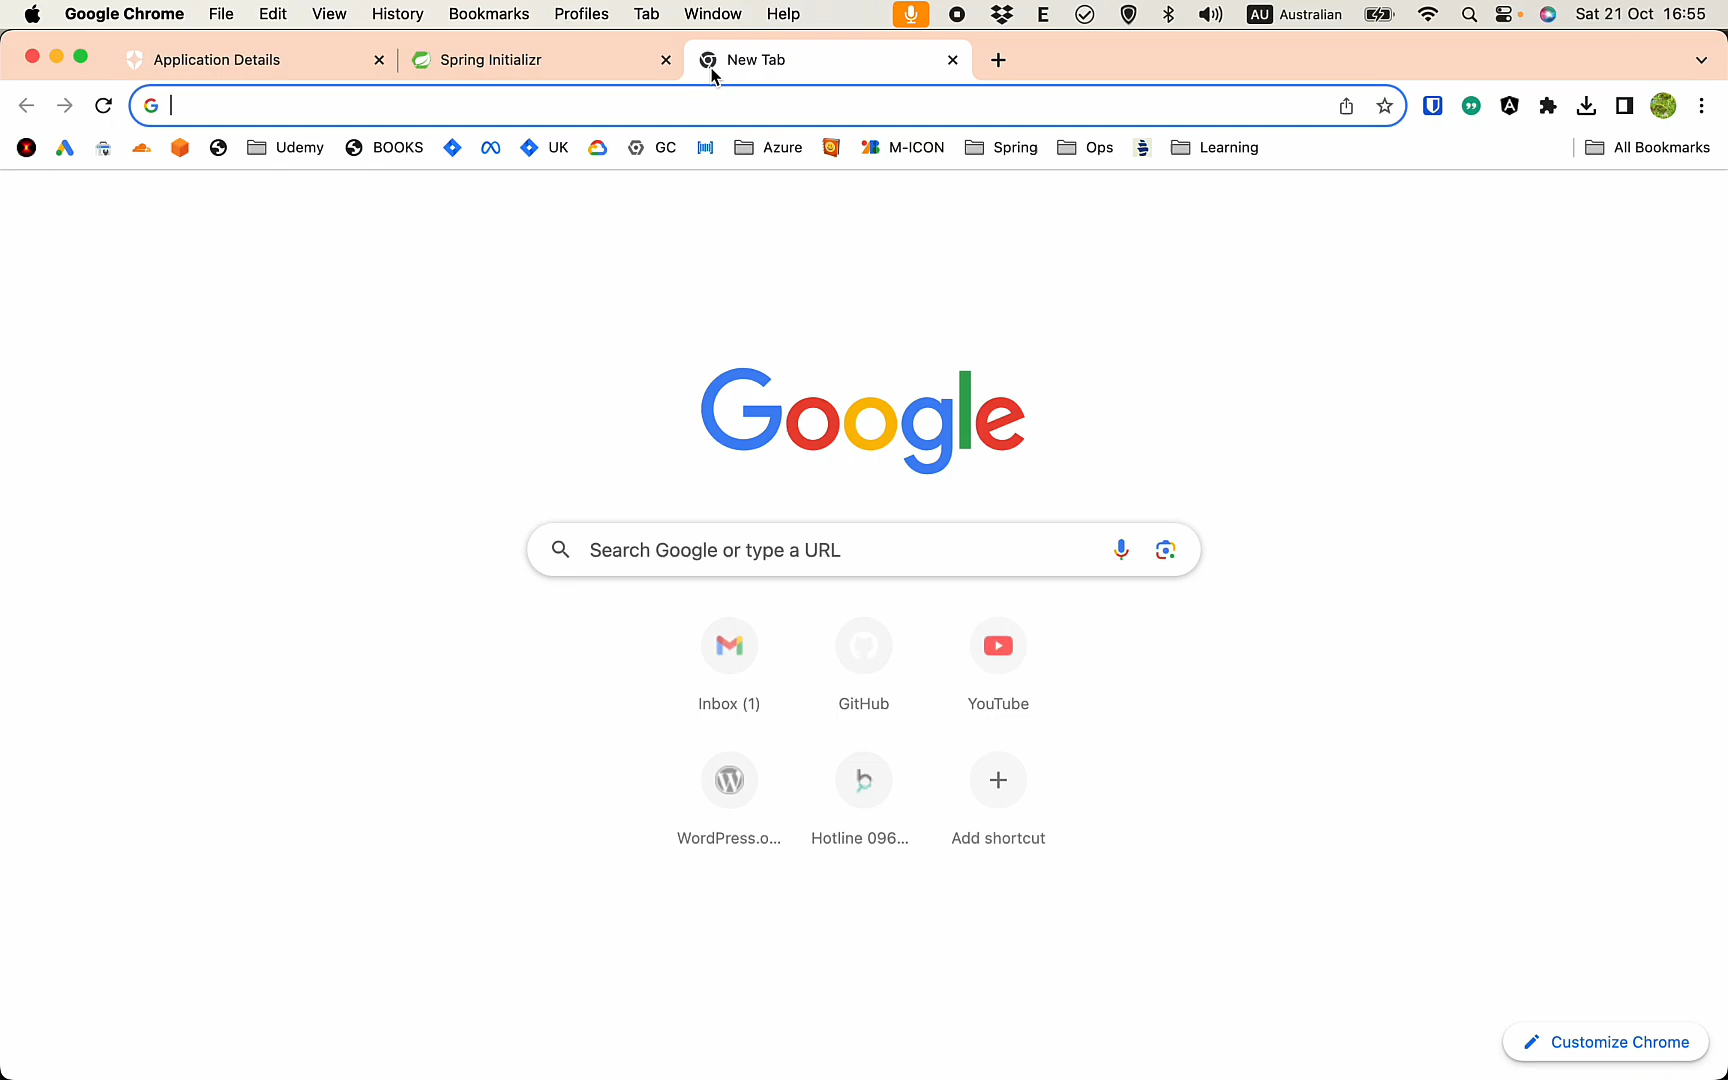 Google Chrome File Edit View History Bookmarks Profiles Tab Window Help E AU Australian Sat 21 Oct 16:55
Application Details Spring Initializr New Tab
Udemy BOOKS UK GC Azure M-ICON Spring Ops Learning All Bookmarks
Google
Search Google or type a URL
Inbox (1) GitHub YouTube
WordPress.o... Hotline 096... Add shortcut
Customize Chrome